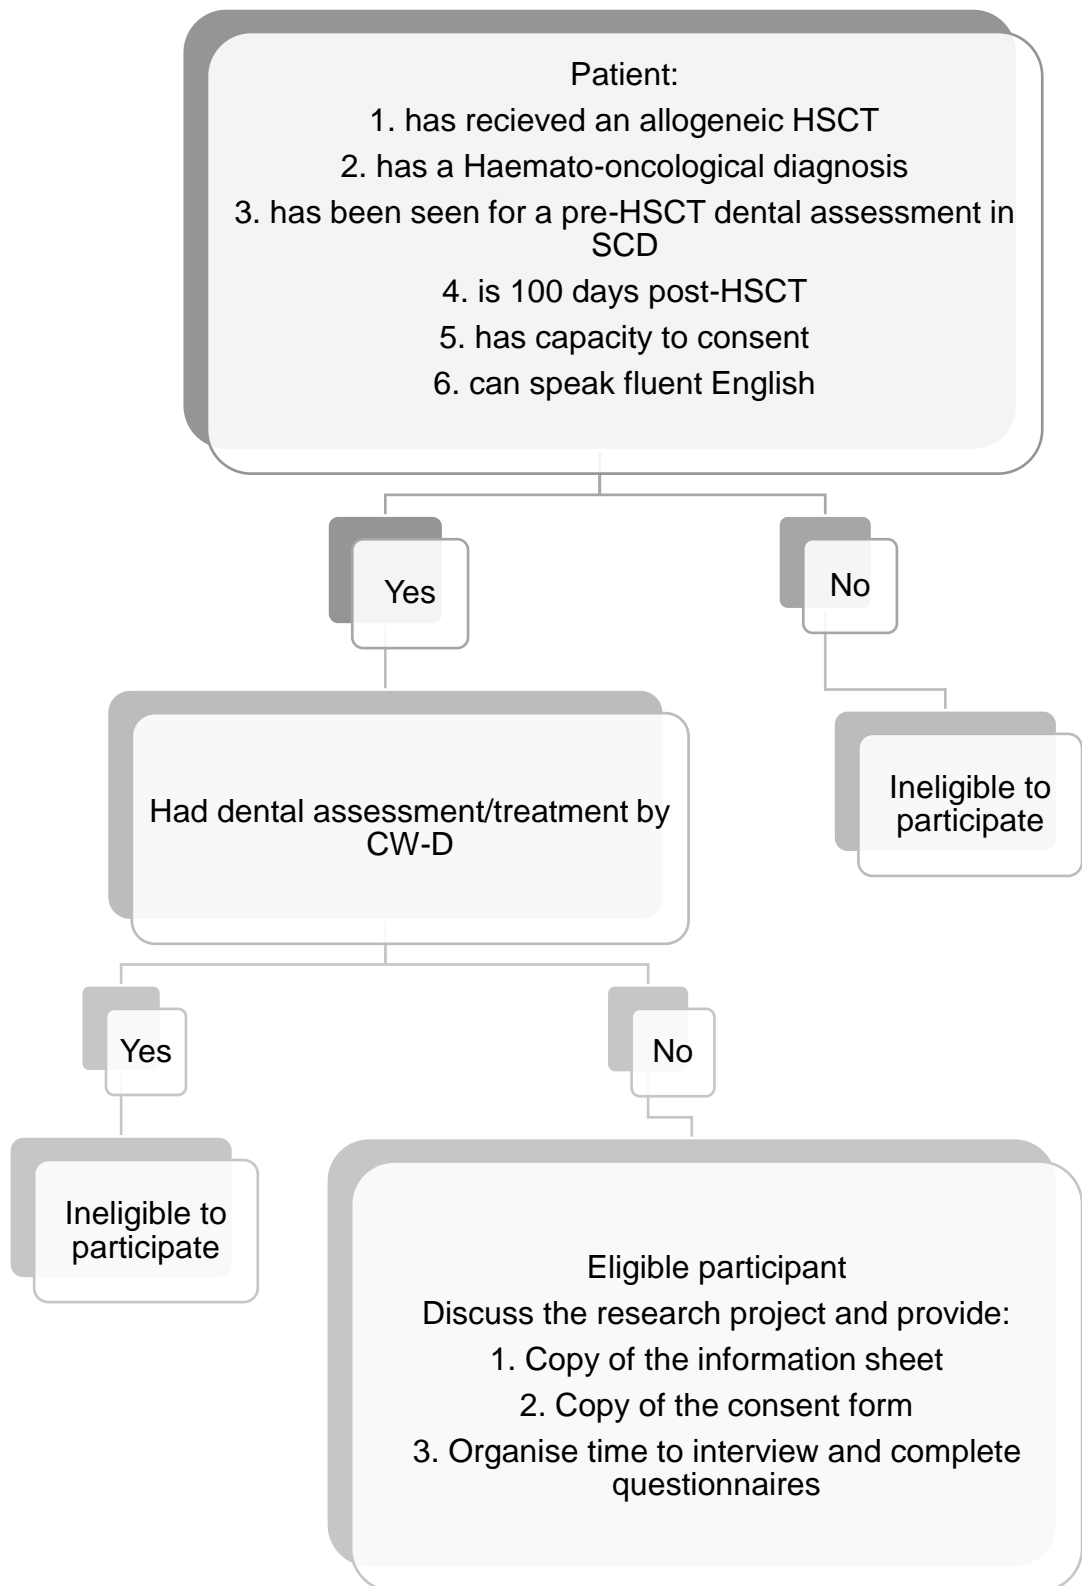 Patient:
1. has recieved an allogeneic HSCT
2. has a Haemato-oncological diagnosis
3. has been seen for a pre-HSCT dental assessment in
SCD
4. is 100 days post-HSCT
5. has capacity to consent
6. can speak fluent English
Yes
No
Had dental assessment/treatment by
CW-D
Ineligible to
participate
Yes
No
Ineligible to
participate
Eligible participant
Discuss the research project and provide:
1. Copy of the information sheet
2. Copy of the consent form
3. Organise time to interview and complete
questionnaires